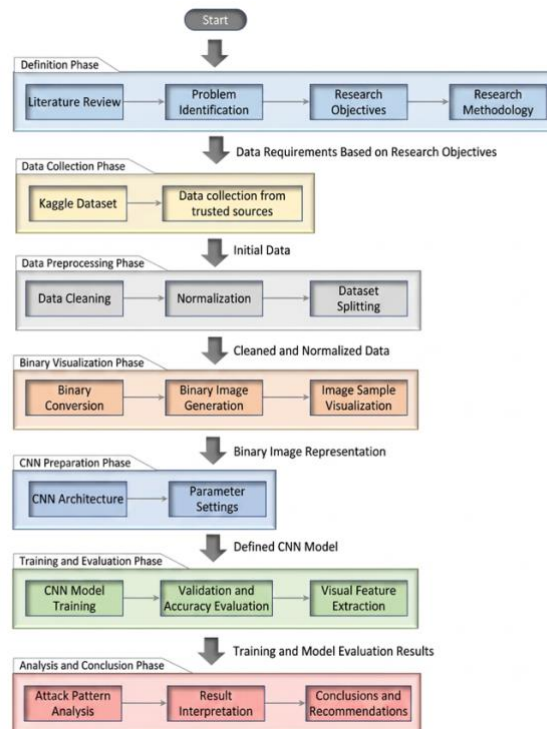 Start
Definition Phase
Literature Review
Problem
Identification
Research
Objectives
Research
Methodology
Data Requirements Based on Research Objectives
Data Collection Phase
Kaggle Dataset
Data collection from
trusted sources
Initial Data
Data Preprocessing Phase
Data Cleaning
Normalization
Dataset
Splitting
Cleaned and Normalized Data
Binary Visualization Phase
Binary
Conversion
Binary Image
Generation
Image Sample
Visualization
Binary Image Representation
CNN Preparation Phase
CNN Architecture
Parameter
Settings
Defined CNN Model
Training and Evaluation Phase
CNN Model
Training
Validation and
Accuracy Evaluation
Visual Feature
Extraction
Training and Model Evaluation Results
Analysis and Conclusion Phase
Attack Pattern
Analysis
Result
Interpretation
Conclusions and
Recommendations